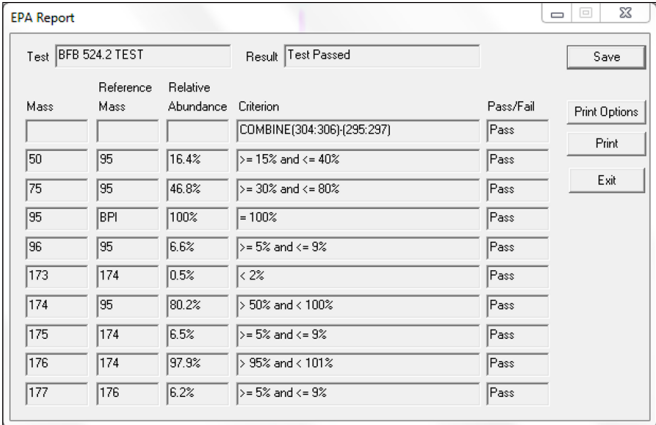 EPA Report
Test BFB 524.2 TEST Result Test Passed Save
Reference Relative
Mass Mass Abundance Criterion Pass/Fail Print Options
COMBINE(304:306)-(295:297) Pass
Print
50 95 16.4% >= 15% and <= 40% Pass
Exit
75 95 46.8% >= 30% and <= 80% Pass
95 BPI 100% = 100% Pass
96 95 6.6% >= 5% and <= 9% Pass
173 174 0.5% < 2% Pass
174 95 80.2% > 50% and < 100% Pass
175 174 6.5% >= 5% and <= 9% Pass
176 174 97.9% > 95% and < 101% Pass
177 176 6.2% >= 5% and <= 9% Pass